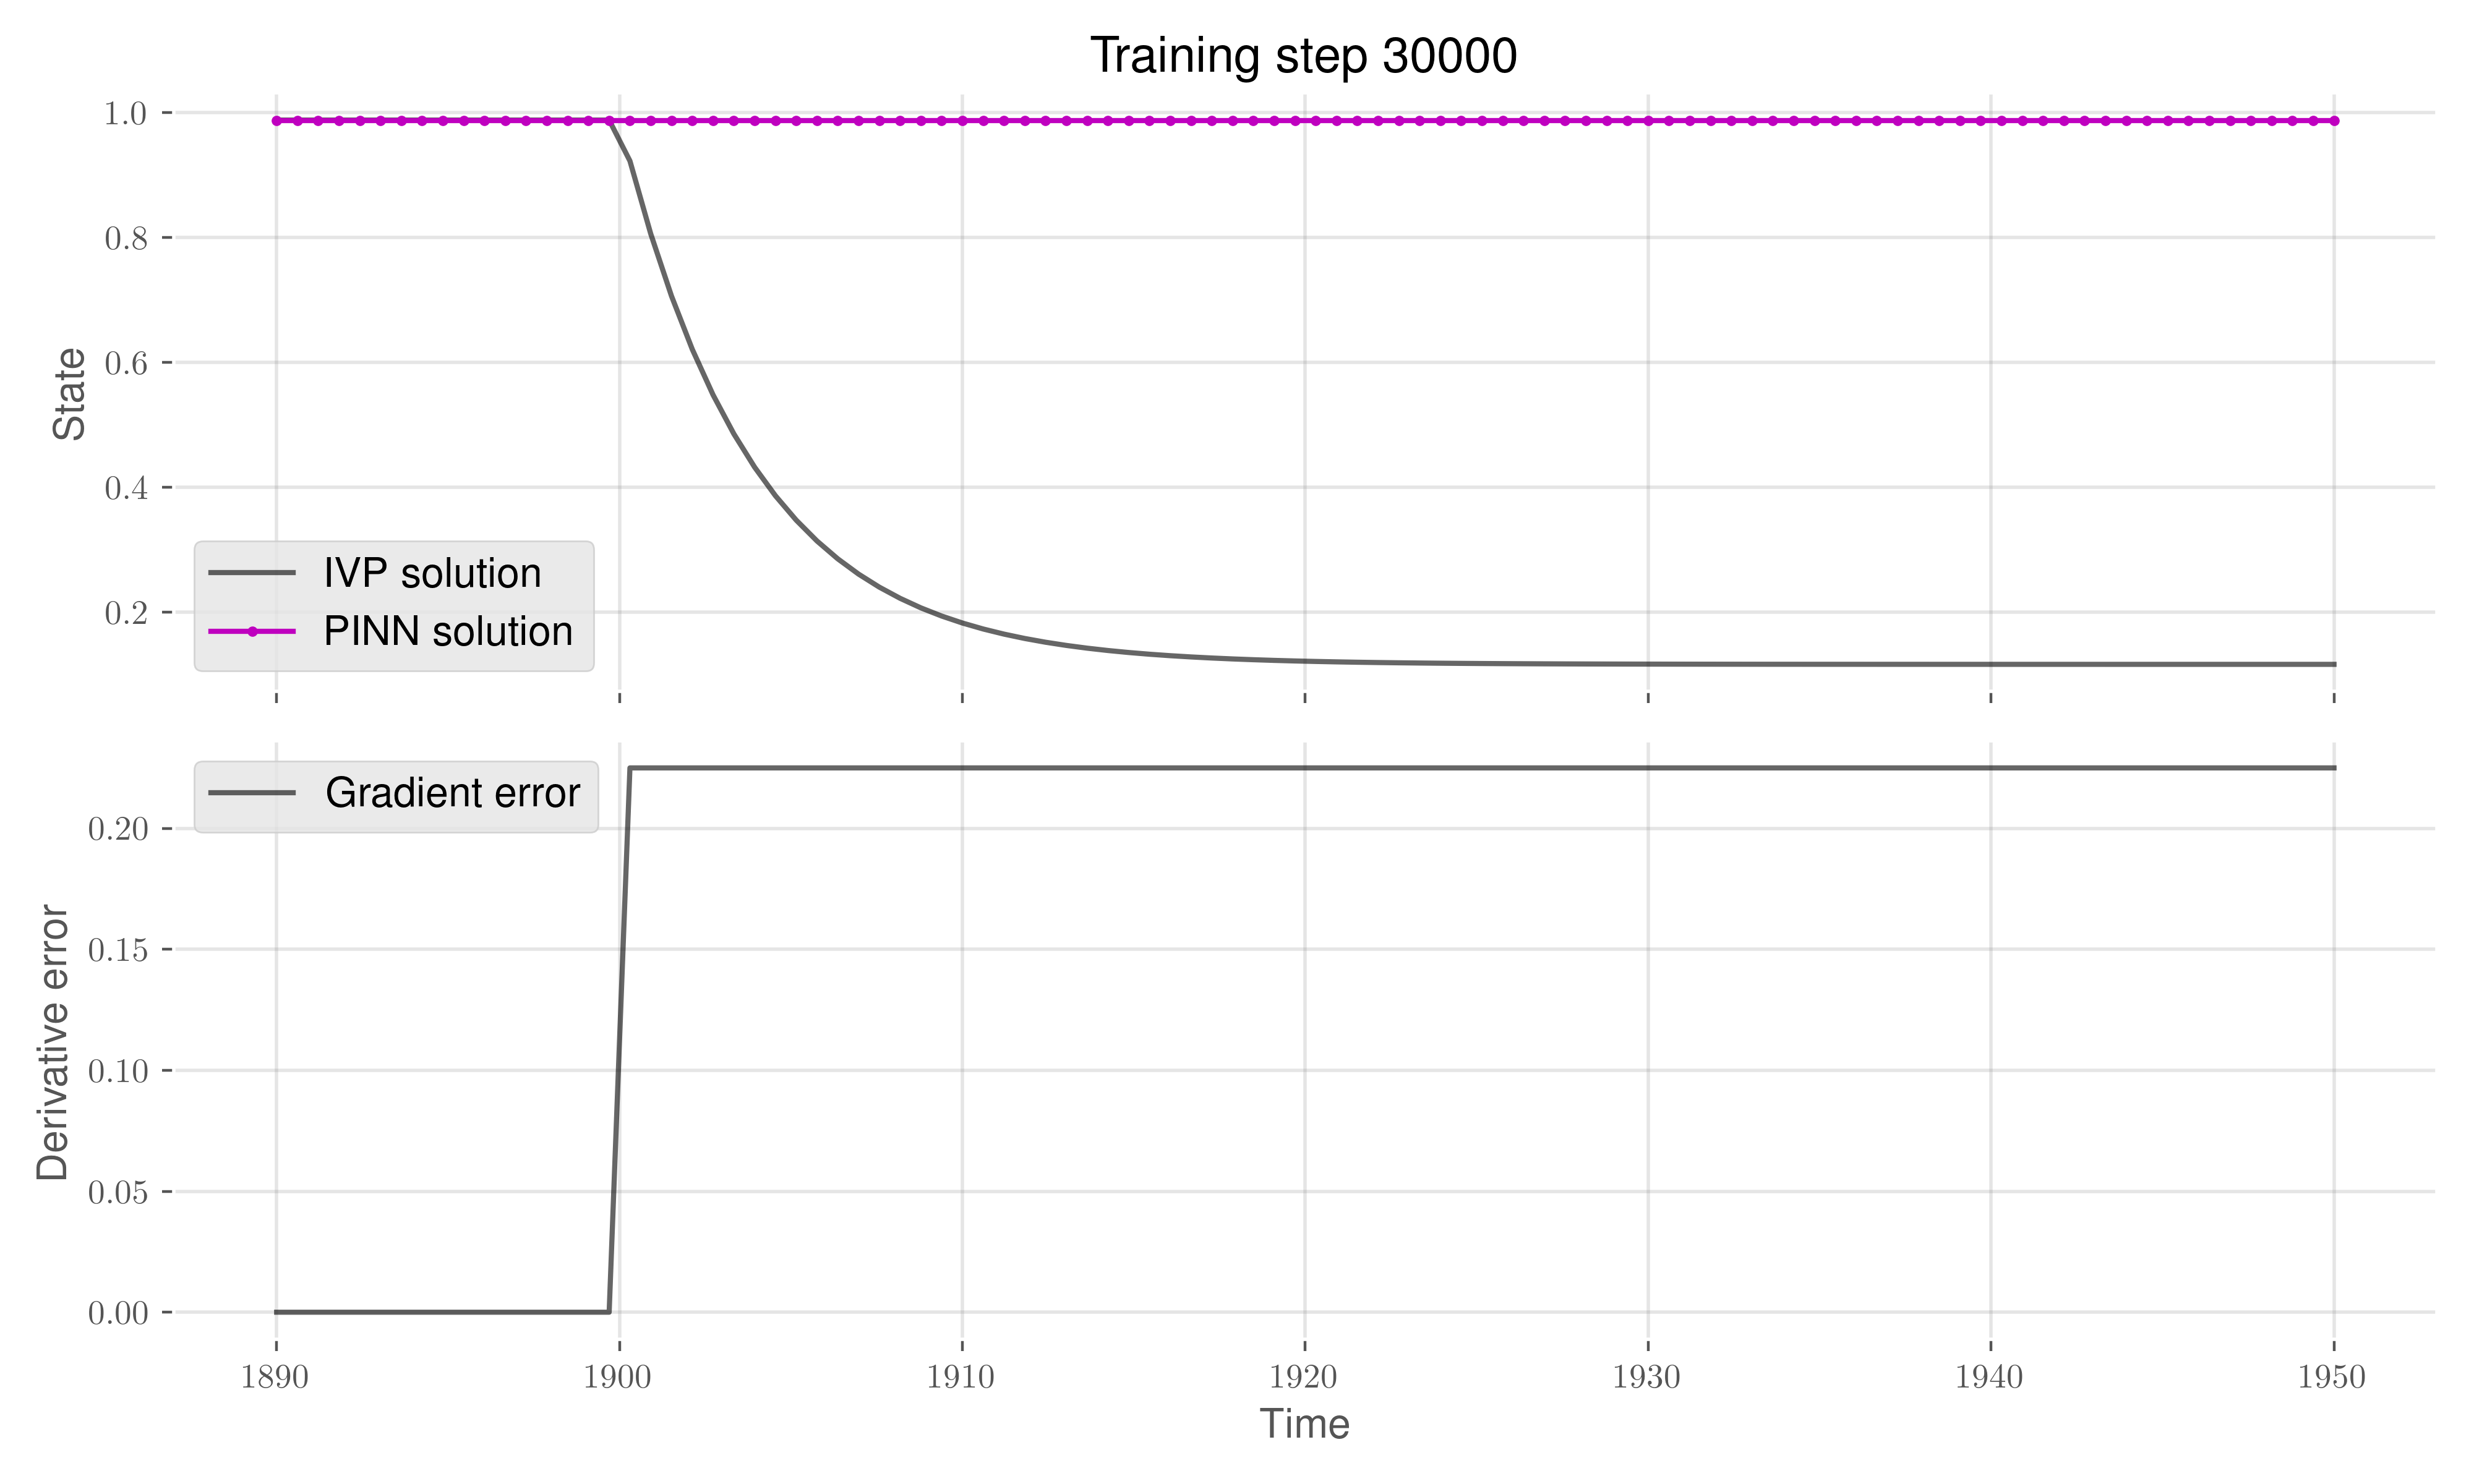 Training step 30000
1.0
0.8
0.6
0.4
0.2
State
IVP solution
PINN solution
Gradient error
0.20
0.15
0.10
0.05
0.00
Derivative error
1890 1900 1910 1920 1930 1940 1950
Time